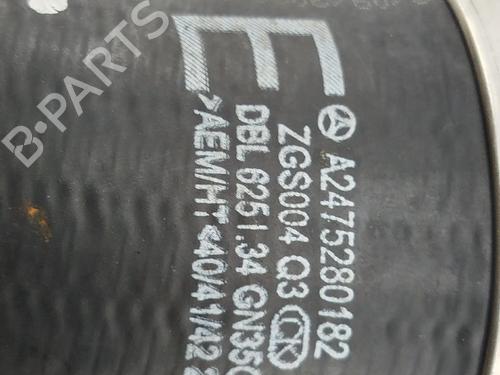 E
A2475280182
ZGS004 Q3
DBL 6251.34 GN35
>AEM/HT<40/41/42
B-PARTS